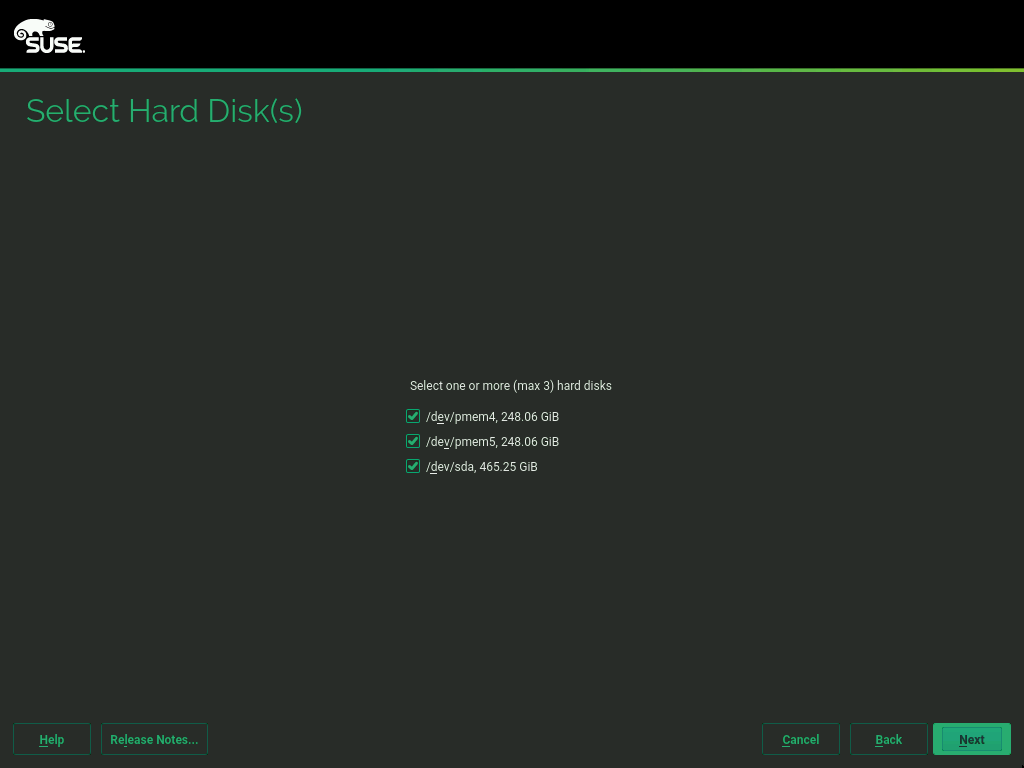 SUSE.
Select Hard Disk(s)
Select one or more (max 3) hard disks
/dev/pmem4, 248.06 GiB
/dev/pmem5, 248.06 GiB
/dev/sda, 465.25 GiB
Help Release Notes... Cancel Back Next